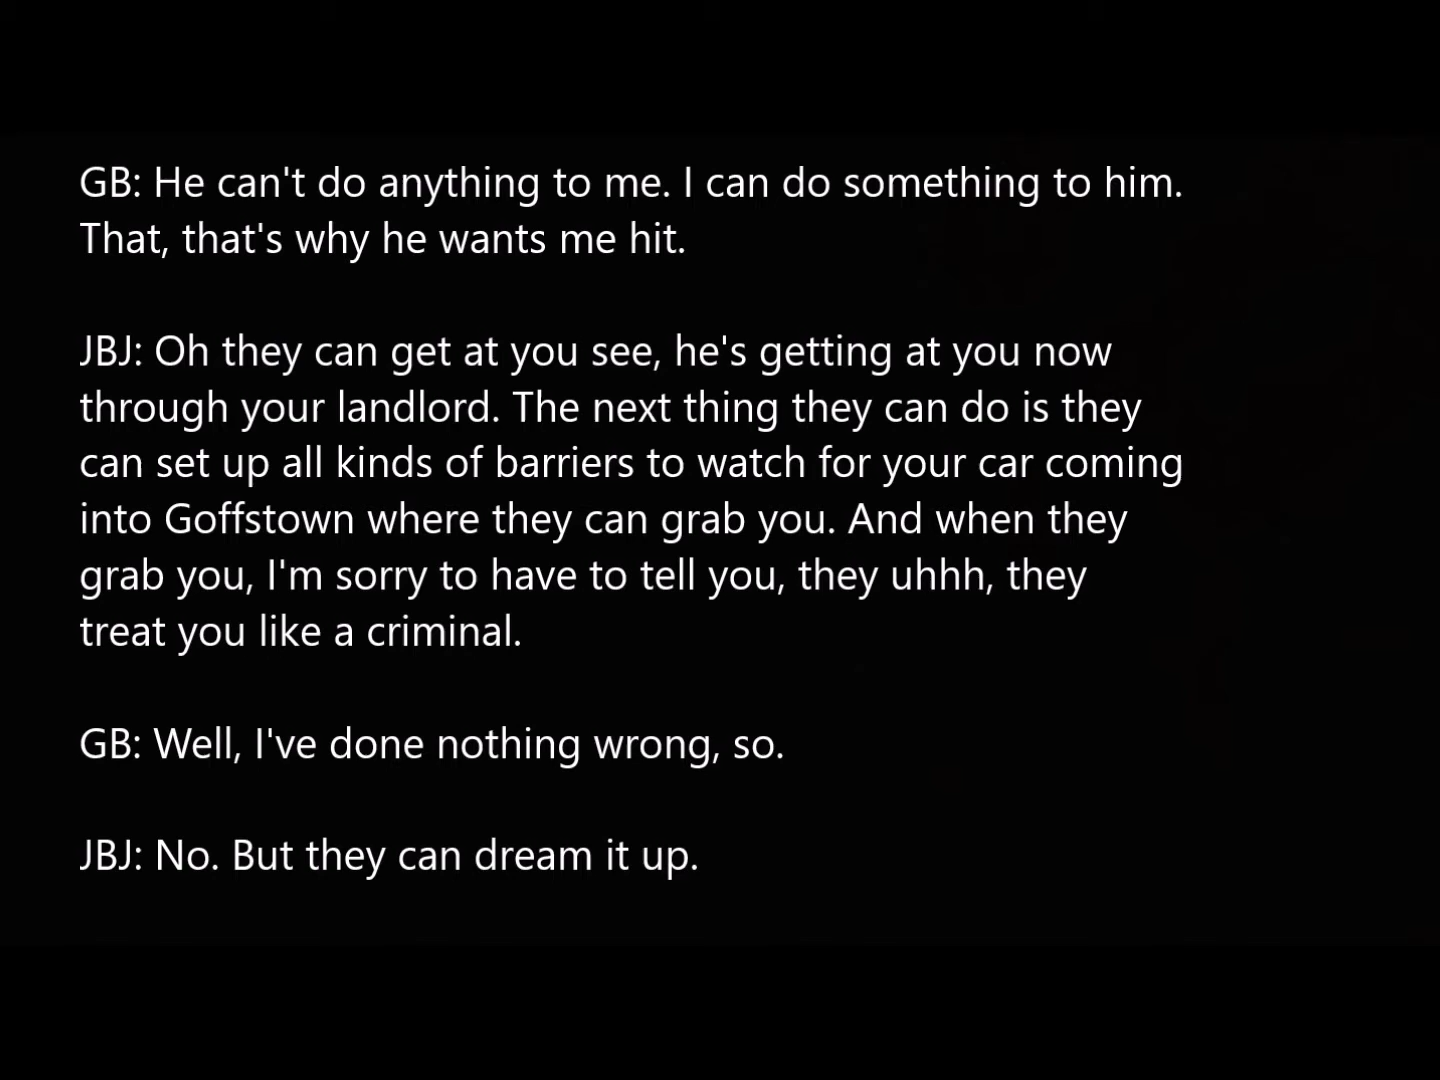 GB: He can't do anything to me. I can do something to him.
That, that's why he wants me hit.
JBJ: Oh they can get at you see, he's getting at you now
through your landlord. The next thing they can do is they
can set up all kinds of barriers to watch for your car coming
into Goffstown where they can grab you. And when they
grab you, I'm sorry to have to tell you, they uhhh, they
treat you like a criminal.
GB: Well, I've done nothing wrong, so.
JBJ: No. But they can dream it up.